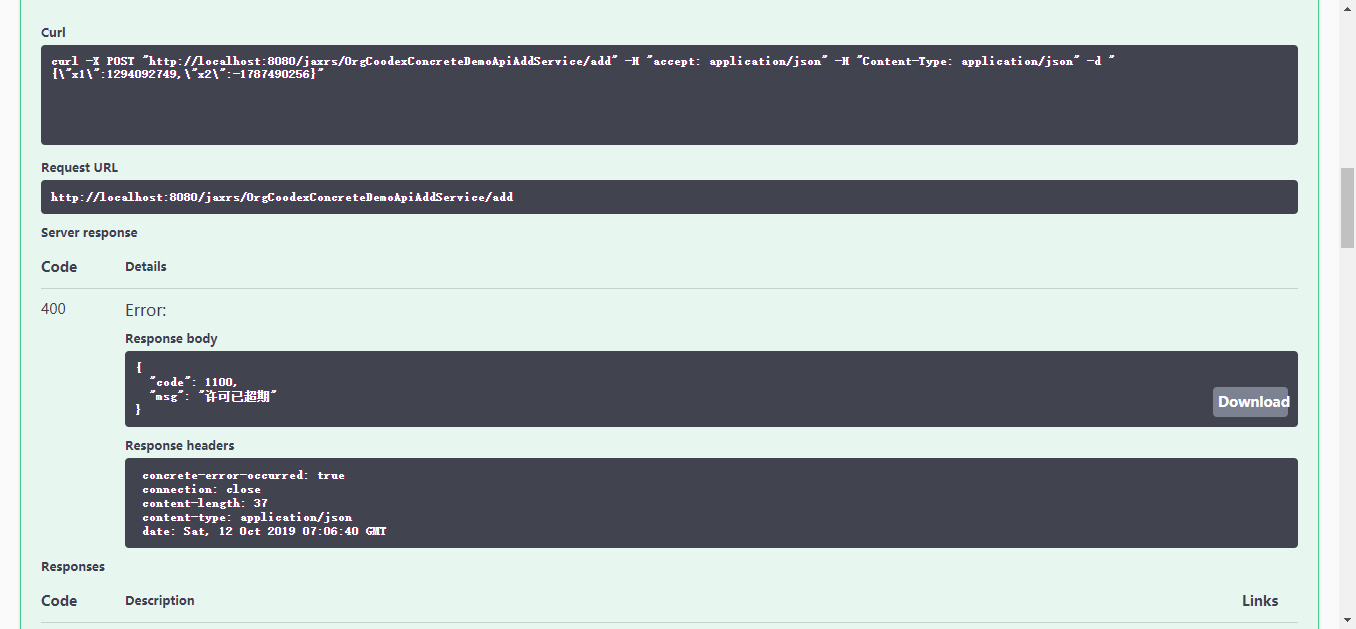 Curl
curl -X POST "http://localhost:8080/jaxrs/OrgCoodexConcreteDemoApiAddService/add" -H "accept: application/json" -H "Content-Type: application/json" -d "
{\"x1\":1294092749,\"x2\":-1787490256}"
Request URL
http://localhost:8080/jaxrs/OrgCoodexConcreteDemoApiAddService/add
Server response
Code Details
400 Error:
Response body
{
"code": 1100,
"msg": "许可已超期"
}
Download
Response headers
concrete-error-occurred: true
connection: close
content-length: 37
content-type: application/json
date: Sat, 12 Oct 2019 07:06:40 GMT
Responses
Code Description Links